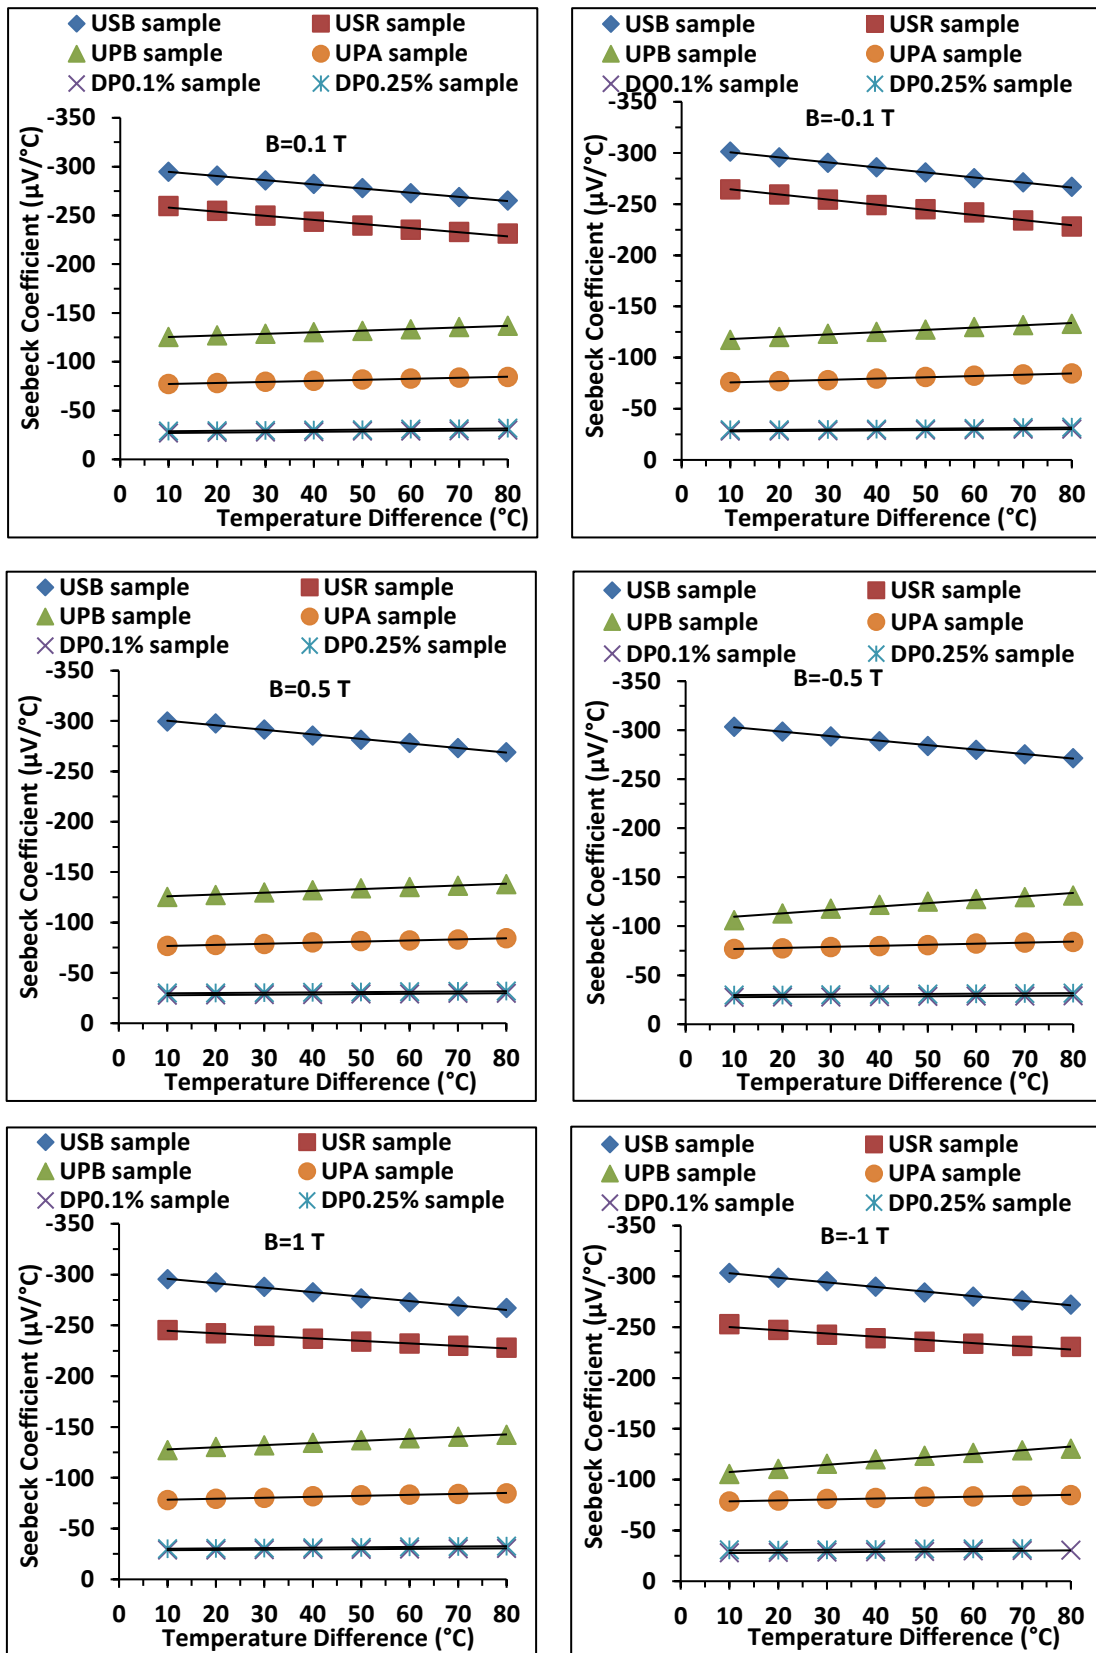 USB sample USR sample
UPB sample UPA sample
DP0.1% sample DP0.25% sample
B=0.1 T
Seebeck Coefficient (µV/°C)
-350
-300
-250
-200
-150
-100
-50
0
0 10 20 30 40 50 60 70 80
Temperature Difference (°C)
USB sample USR sample
UPB sample UPA sample
DO0.1% sample DP0.25% sample
B=-0.1 T
Seebeck Coefficient (µV/°C)
-350
-300
-250
-200
-150
-100
-50
0
0 10 20 30 40 50 60 70 80
Temperature Difference (°C)
USB sample USR sample
UPB sample UPA sample
DP0.1% sample DP0.25% sample
B=0.5 T
Seebeck Coefficient (µV/°C)
-350
-300
-250
-200
-150
-100
-50
0
0 10 20 30 40 50 60 70 80
Temperature Difference (°C)
USB sample USR sample
UPB sample UPA sample
DP0.1% sample DP0.25% sample
B=-0.5 T
Seebeck Coefficient (µV/°C)
-350
-300
-250
-200
-150
-100
-50
0
0 10 20 30 40 50 60 70 80
Temperature Difference (°C)
USB sample USR sample
UPB sample UPA sample
DP0.1% sample DP0.25% sample
B=1 T
Seebeck Coefficient (µV/°C)
-350
-300
-250
-200
-150
-100
-50
0
0 10 20 30 40 50 60 70 80
Temperature Difference (°C)
USB sample USR sample
UPB sample UPA sample
DP0.1% sample DP0.25% sample
B=-1 T
Seebeck Coefficient (µV/°C)
-350
-300
-250
-200
-150
-100
-50
0
0 10 20 30 40 50 60 70 80
Temperature Difference (°C)